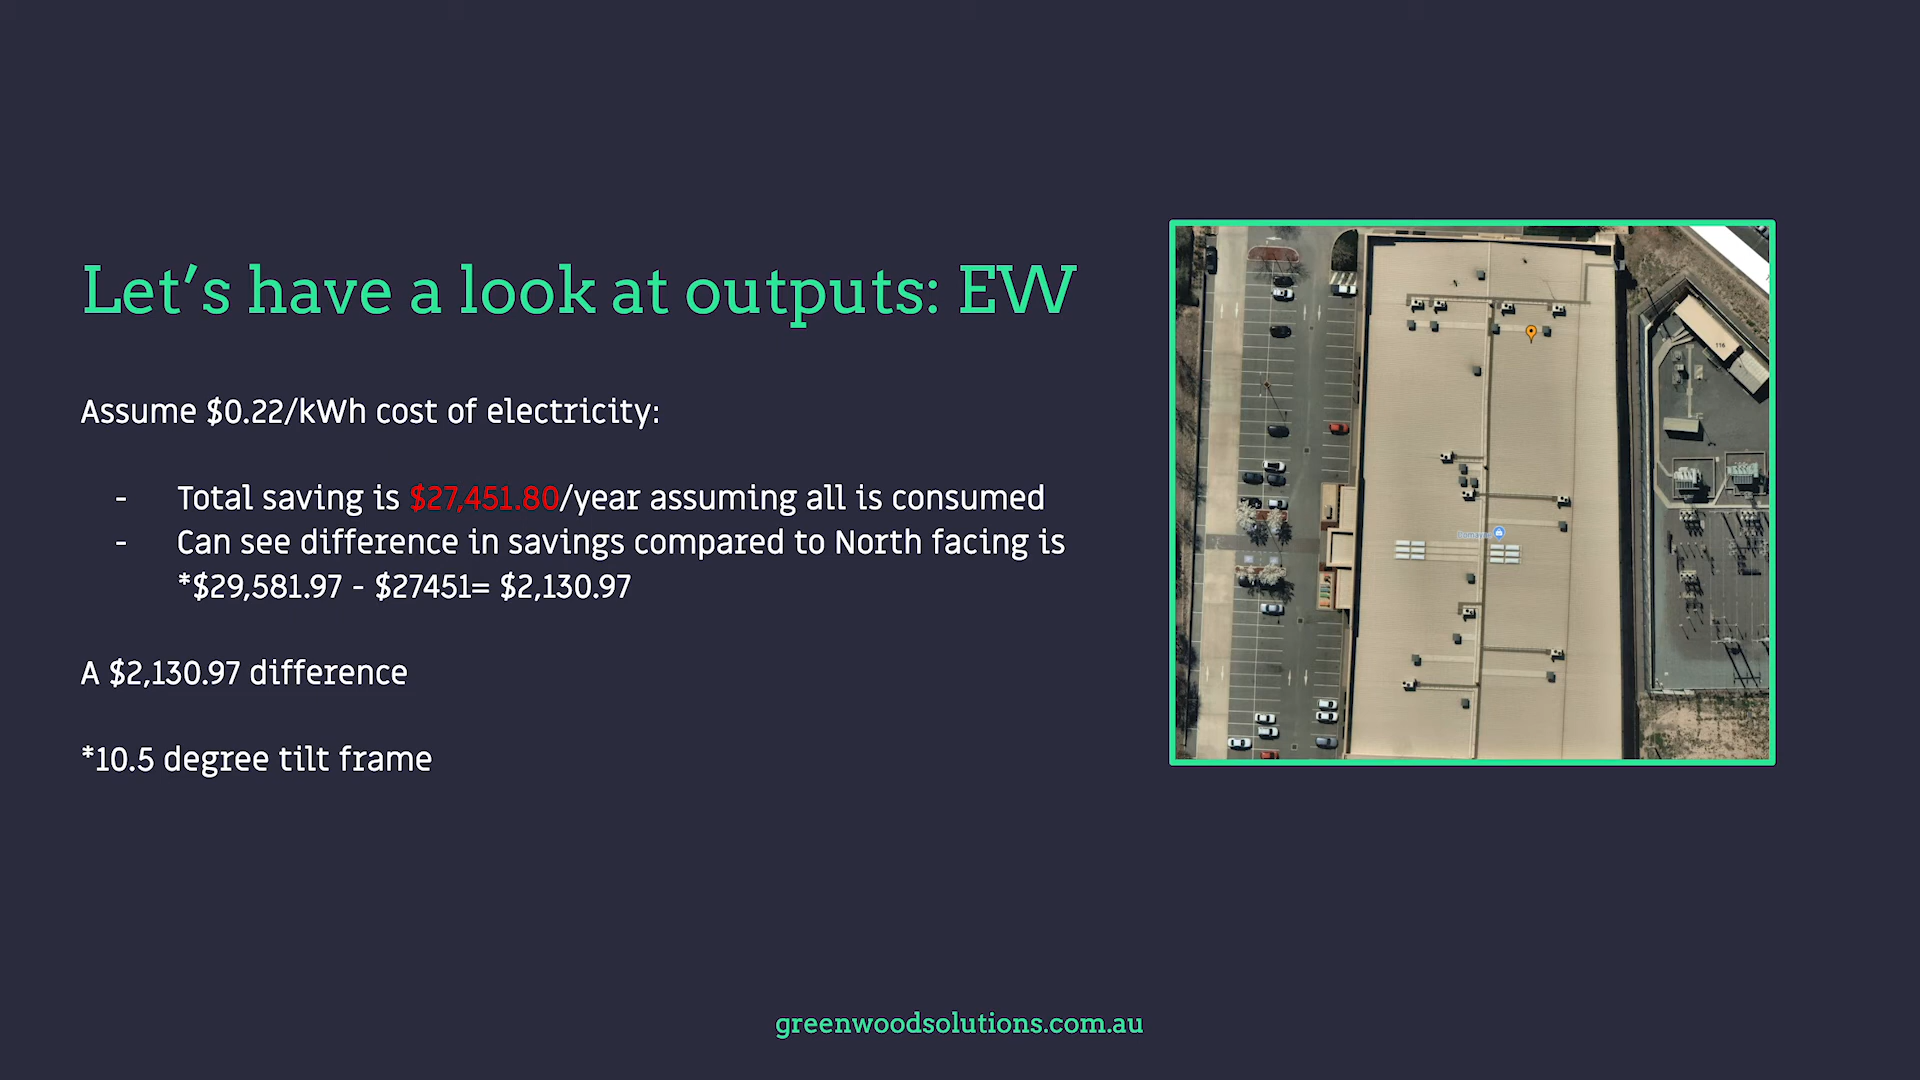 Let's have a look at outputs: EW
Assume $0.22/kWh cost of electricity:
- Total saving is $27,451.80/year assuming all is consumed
- Can see difference in savings compared to North facing is
*$29,581.97 - $27451= $2,130.97
A $2,130.97 difference
*10.5 degree tilt frame
116
greenwoodsolutions.com.au